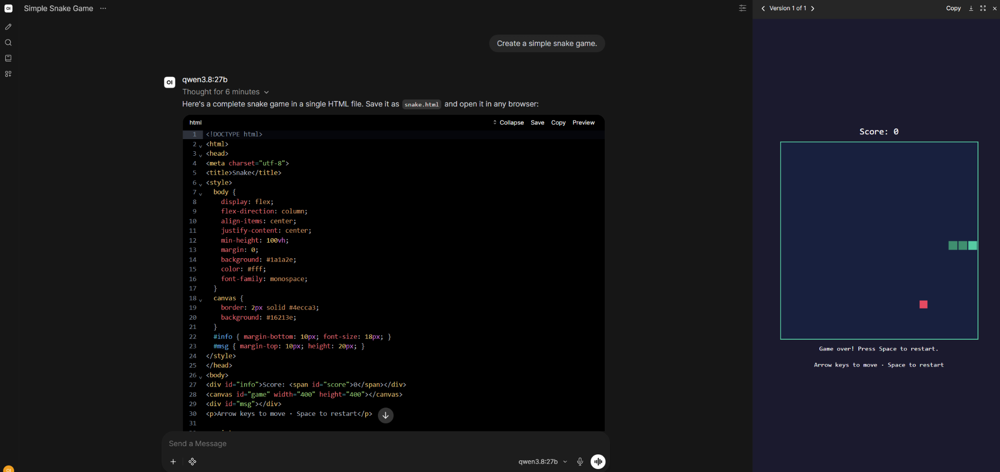 OI
Simple Snake Game ...
Create a simple snake game.
OI
qwen3.8:27b
Thought for 6 minutes
Here's a complete snake game in a single HTML file. Save it as snake.html and open it in any browser:
html
Collapse Save Copy Preview
1 <!DOCTYPE html>
2 <html>
3 <head>
4 <meta charset="utf-8">
5 <title>Snake</title>
6 <style>
7 body {
8 display: flex;
9 flex-direction: column;
10 align-items: center;
11 justify-content: center;
12 min-height: 100vh;
13 margin: 0;
14 background: #1a1a2e;
15 color: #fff;
16 font-family: monospace;
17 }
18 canvas {
19 border: 2px solid #4ecca3;
20 background: #16213e;
21 }
22 #info { margin-bottom: 10px; font-size: 18px; }
23 #msg { margin-top: 10px; height: 20px; }
24 </style>
25 </head>
26 <body>
27 <div id="info">Score: <span id="score">0</span></div>
28 <canvas id="game" width="400" height="400"></canvas>
29 <div id="msg"></div>
30 <p>Arrow keys to move · Space to restart</p>
31
Send a Message
qwen3.8:27b
OI
Version 1 of 1
Copy
Score: 0
Game over! Press Space to restart.
Arrow keys to move · Space to restart